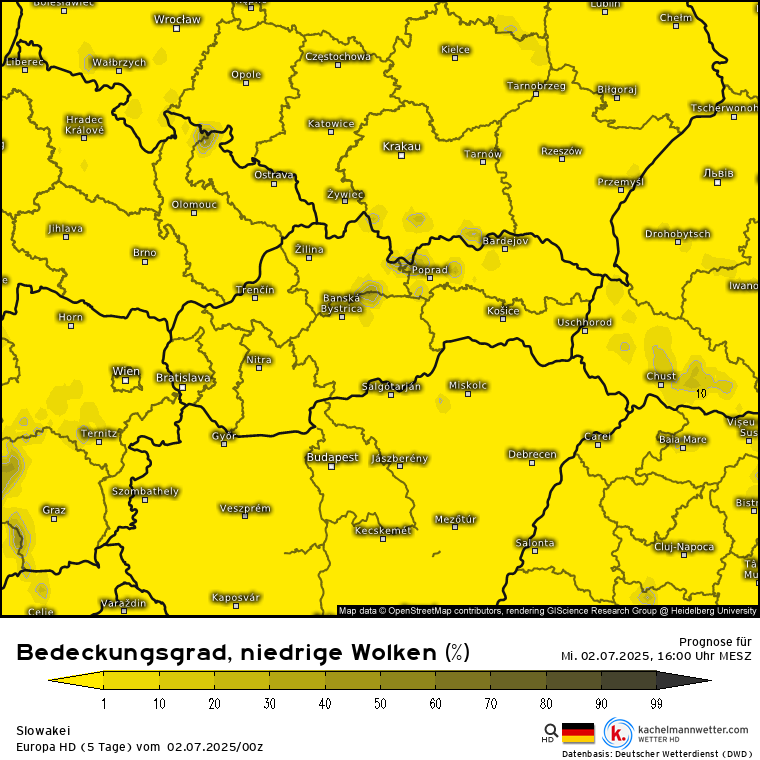 Bolesławiec
Wrocław
Kępno
Lublin
Chełm
Liberec
Wałbrzych
Opole
Częstochowa
Kielce
Tarnobrzeg
Biłgoraj
Tscherwonoh
Hradec
Králové
Katowice
Krakau
Tarnów
Rzeszów
Przemyśl
Львів
Ostrava
Olomouc
Żywiec
Jihlava
Brno
Žilina
Bardejov
Drohobytsch
Poprad
Trenčín
Banská
Bystrica
Iwano
Horn
Košice
Uschhorod
Wien
Bratislava
Nitra
Salgótarján
Miskolc
Chust
10
Ternitz
Győr
Budapest
Jászberény
Debrecen
Carei
Baia Mare
Vișeu
Sus
Szombathely
Graz
Veszprém
Kecskemét
Mezőtúr
Salonta
Cluj-Napoca
Bistr
Tâ
Mu
Celje
Varaždin
Kaposvár
Map data © OpenStreetMap contributors, rendering GIScience Research Group @ Heidelberg University
Bedeckungsgrad, niedrige Wolken (%)
Prognose für
Mi. 02.07.2025, 16:00 Uhr MESZ
1 10 20 30 40 50 60 70 80 90 99
Slowakei
Europa HD (5 Tage) vom 02.07.2025/00z
HD
k.
kachelmannwetter.com
WETTER HD
Datenbasis: Deutscher Wetterdienst (DWD)